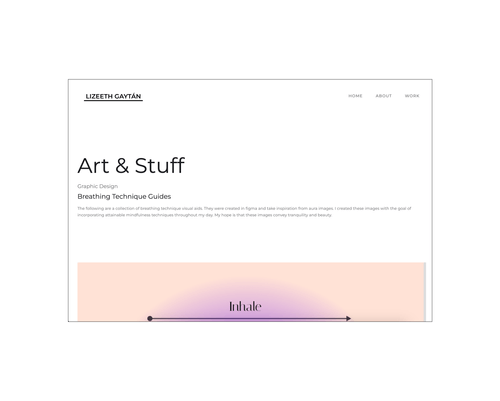 LIZEETH GAYTÁN
HOME ABOUT WORK
Art & Stuff
Graphic Design
Breathing Technique Guides
The following are a collection of breathing technique visual aids. They were created in figma and take inspiration from aura images. I created these images with the goal of
incorporating attainable mindfulness techniques throughout my day. My hope is that these images convey tranquility and beauty.
Inhale